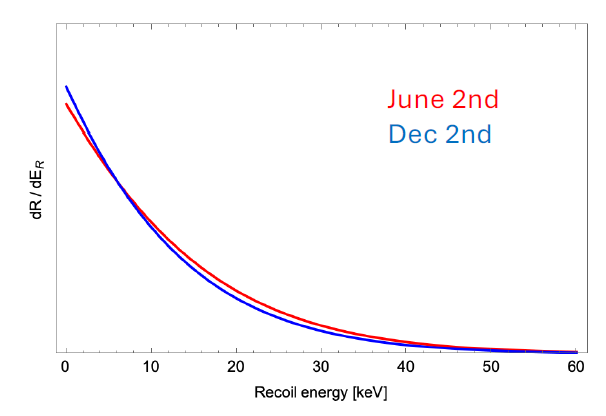 June 2nd
Dec 2nd
dR / dE_R
0 10 20 30 40 50 60
Recoil energy [keV]